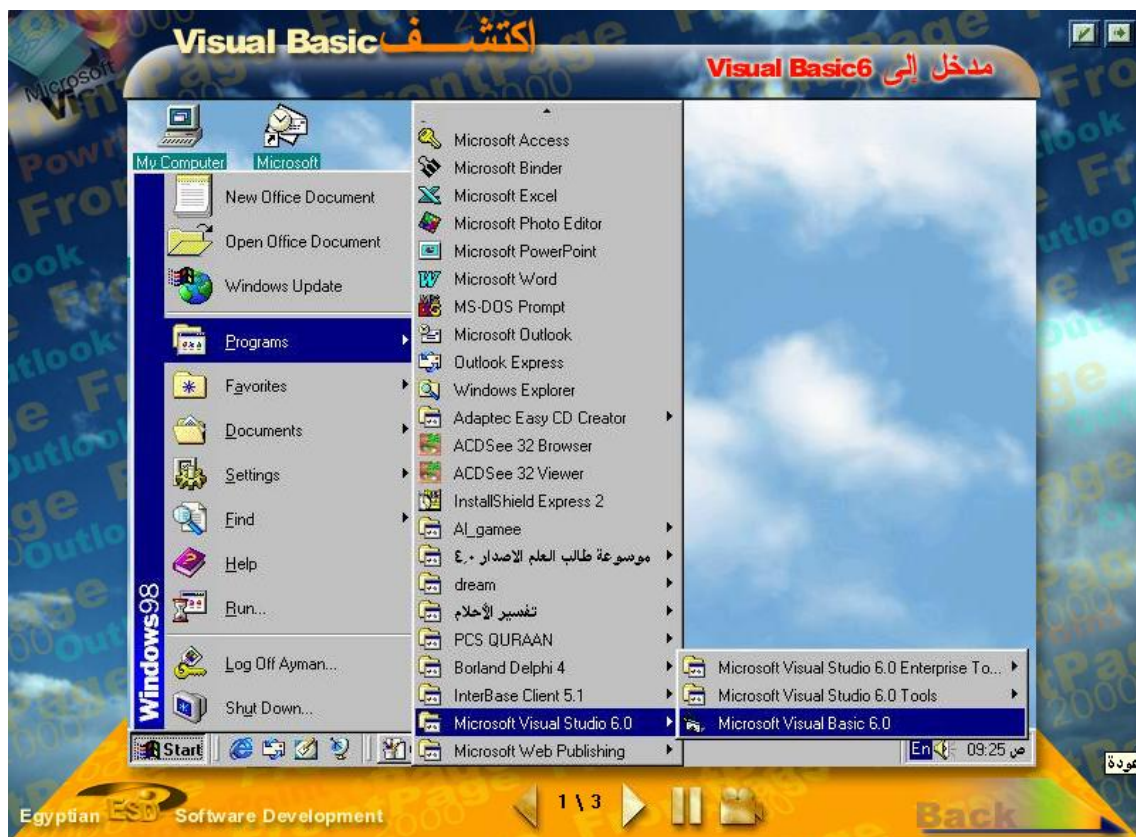 اكتشـــف Visual Basic
مدخل إلى Visual Basic6
Microsoft
My Computer
Microsoft
New Office Document
Open Office Document
Windows Update
Programs
Favorites
Documents
Settings
Find
Help
Run...
Log Off Ayman...
Shut Down...
Windows98
Microsoft Access
Microsoft Binder
Microsoft Excel
Microsoft Photo Editor
Microsoft PowerPoint
Microsoft Word
MS-DOS Prompt
Microsoft Outlook
Outlook Express
Windows Explorer
Adaptec Easy CD Creator
ACDSee 32 Browser
ACDSee 32 Viewer
InstallShield Express 2
Al_gamee
موسوعة طالب العلم الاصدار ٤,٠
dream
تفسير الأحلام
PCS QURAAN
Borland Delphi 4
InterBase Client 5.1
Microsoft Visual Studio 6.0
Microsoft Web Publishing
Microsoft Visual Studio 6.0 Enterprise To...
Microsoft Visual Studio 6.0 Tools
Microsoft Visual Basic 6.0
Start
En
09:25 ص
Egyptian ESD Software Development
1 \ 3
Back